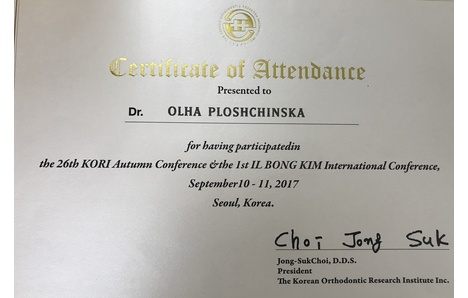 Certificate of Attendance
Presented to
Dr. OLHA PLOSHCHINSKA
for having participatedin
the 26th KORI Autumn Conference & the 1st IL BONG KIM International Conference,
September10 - 11, 2017
Seoul, Korea.
Choi Jong Suk
Jong-SukChoi, D.D.S.
President
The Korean Orthodontic Research Institute Inc.